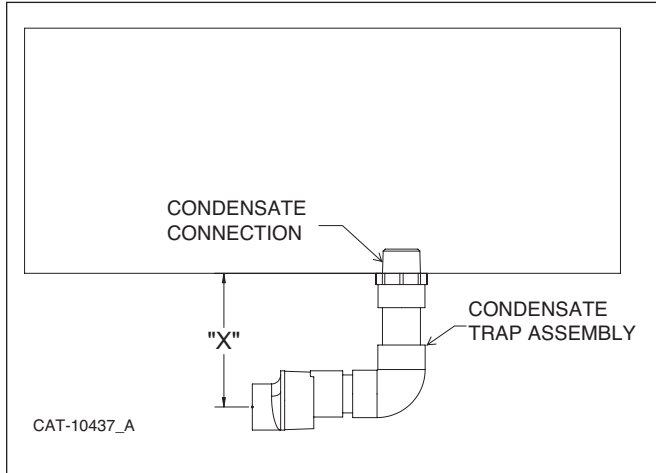 CONDENSATE
CONNECTION
CONDENSATE
TRAP ASSEMBLY
"X"
CAT-10437_A